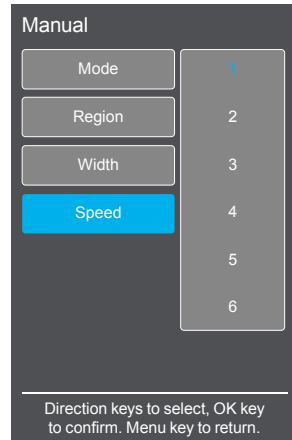 Manual
Mode
1
Region
2
Width
3
Speed
4
5
6
Direction keys to select, OK key
to confirm. Menu key to return.